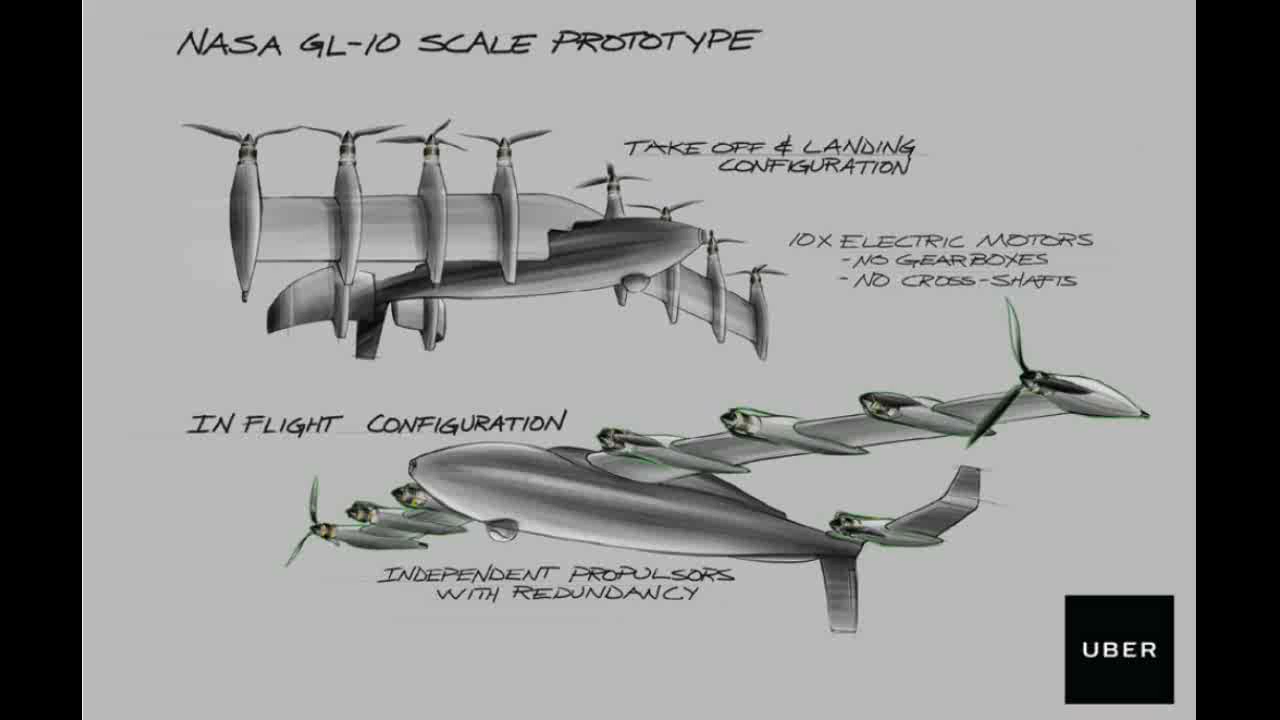 NASA GL-10 SCALE PROTOTYPE
TAKE OFF & LANDING
CONFIGURATION
10X ELECTRIC MOTORS
- NO GEARBOXES
- NO CROSS-SHAFTS
IN FLIGHT CONFIGURATION
INDEPENDENT PROPULSORS
WITH REDUNDANCY
UBER